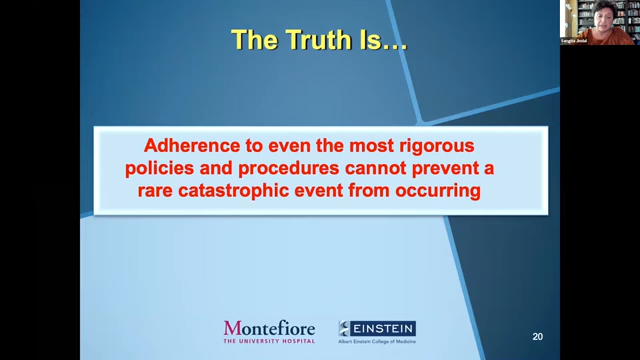 The Truth Is...
Adherence to even the most rigorous
policies and procedures cannot prevent a
rare catastrophic event from occurring
Montefiore
THE UNIVERSITY HOSPITAL
EINSTEIN
Albert Einstein College of Medicine
20